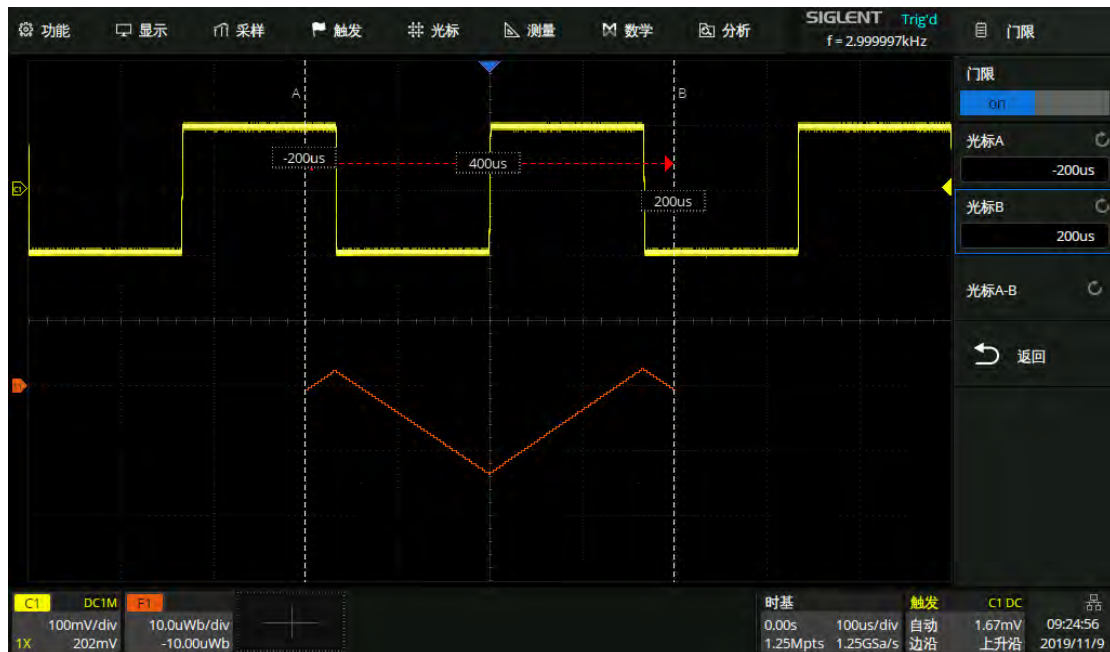 功能 显示 采样 触发 光标 测量 数学 分析
SIGLENT Trig'd
f = 2.999997kHz
门限
门限
on
光标A
-200us
光标B
200us
光标A-B
返回
A
B
-200us
400us
200us
C1
C1 DC1M
100mV/div
1X 202mV
F1
10.0uWb/div
-10.00uWb
时基
0.00s 100us/div
1.25Mpts 1.25GSa/s
触发 C1 DC
自动 1.67mV
边沿 上升沿
09:24:56
2019/11/9